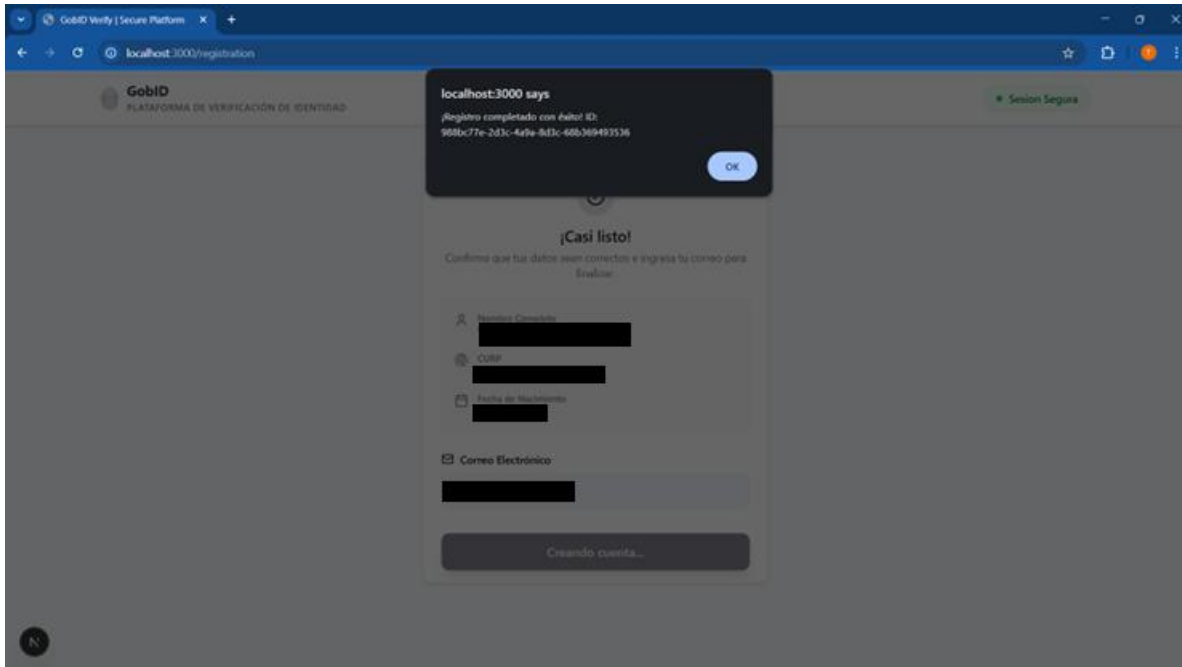 GobID Verify | Secure Platform
localhost:3000/registration
GobID
PLATAFORMA DE VERIFICACIÓN DE IDENTIDAD
localhost:3000 says
¡Registro completado con éxito! ID:
988bc77e-2d3c-4a9a-8d3c-68b369493536
OK
Sesion Segura
¡Casi listo!
Confirma que tus datos sean correctos e ingresa tu correo para
finalizar.
Nombre Completo
CURP
Fecha de Nacimiento
Correo Electrónico
Creando cuenta...
N